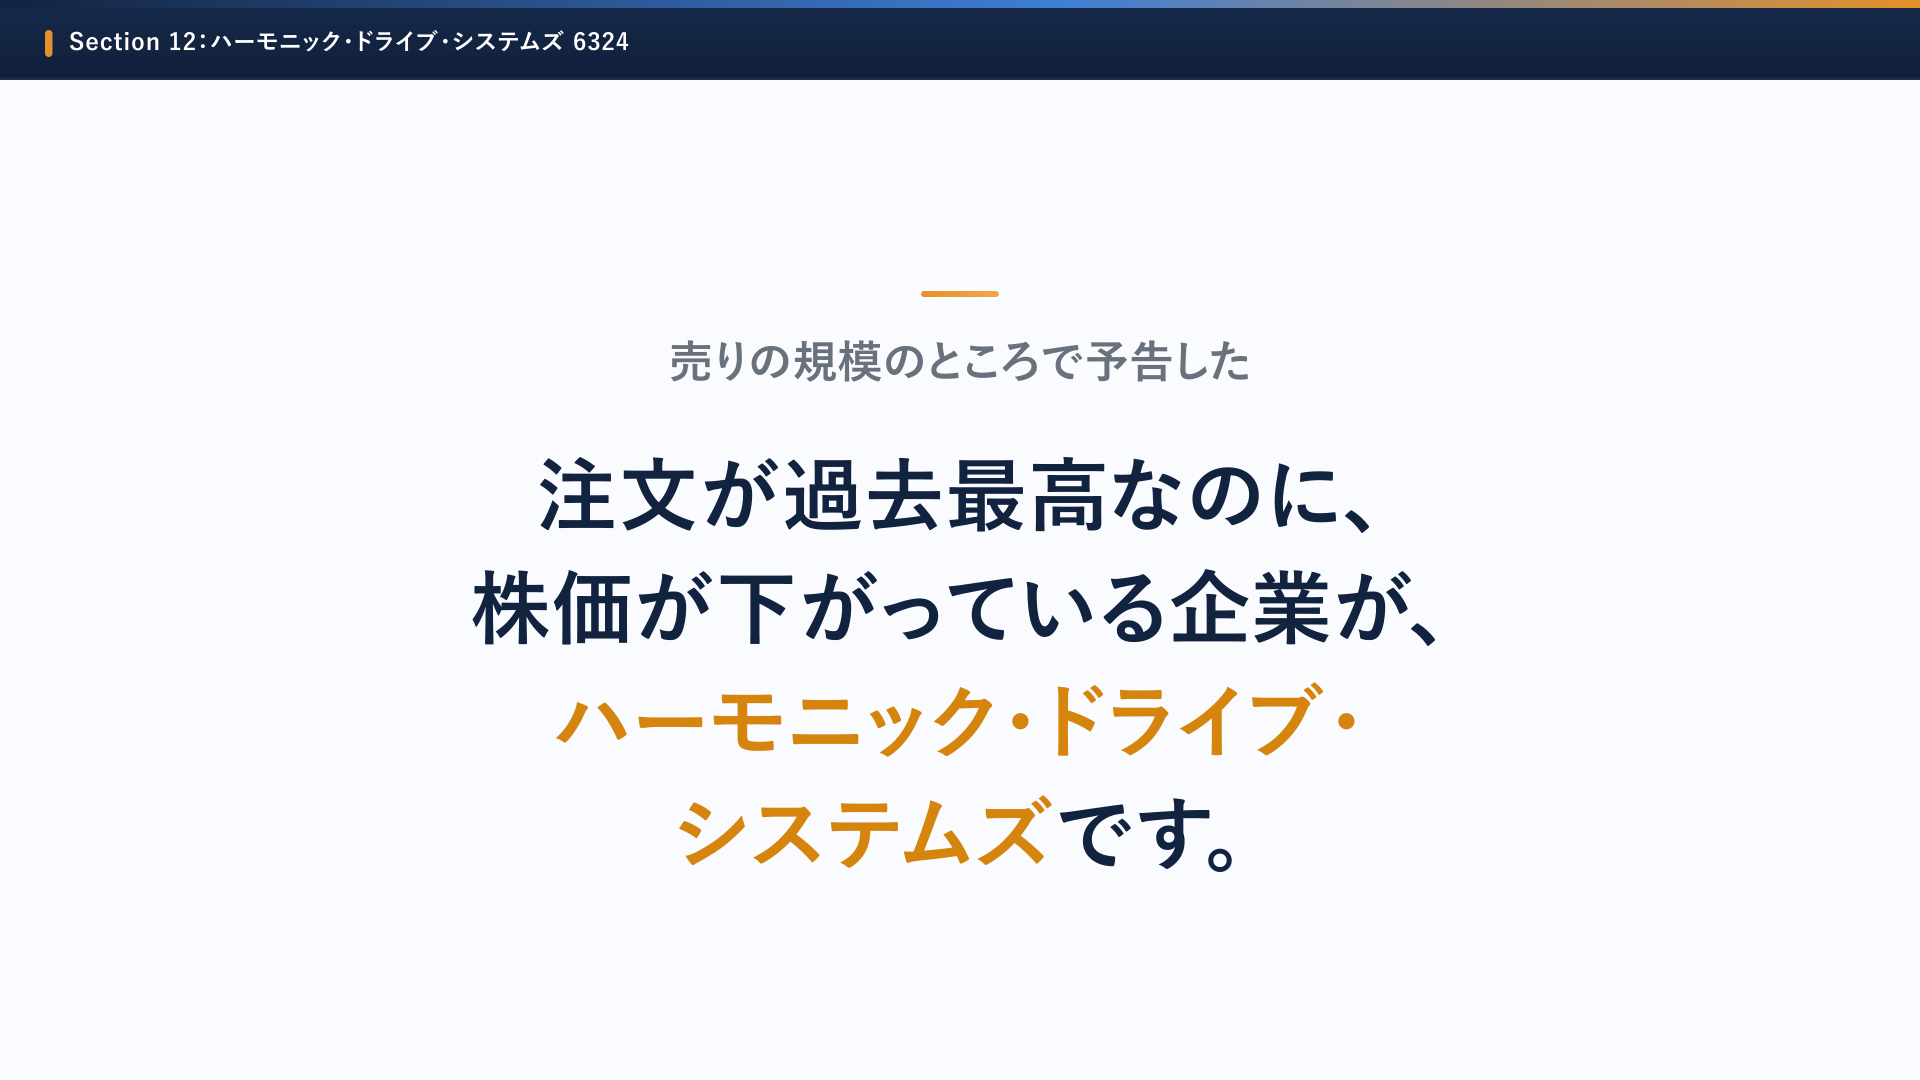 Section 12：ハーモニック・ドライブ・システムズ 6324
売りの規模のところで予告した
注文が過去最高なのに、
株価が下がっている企業が、
ハーモニック・ドライブ・
システムズです。